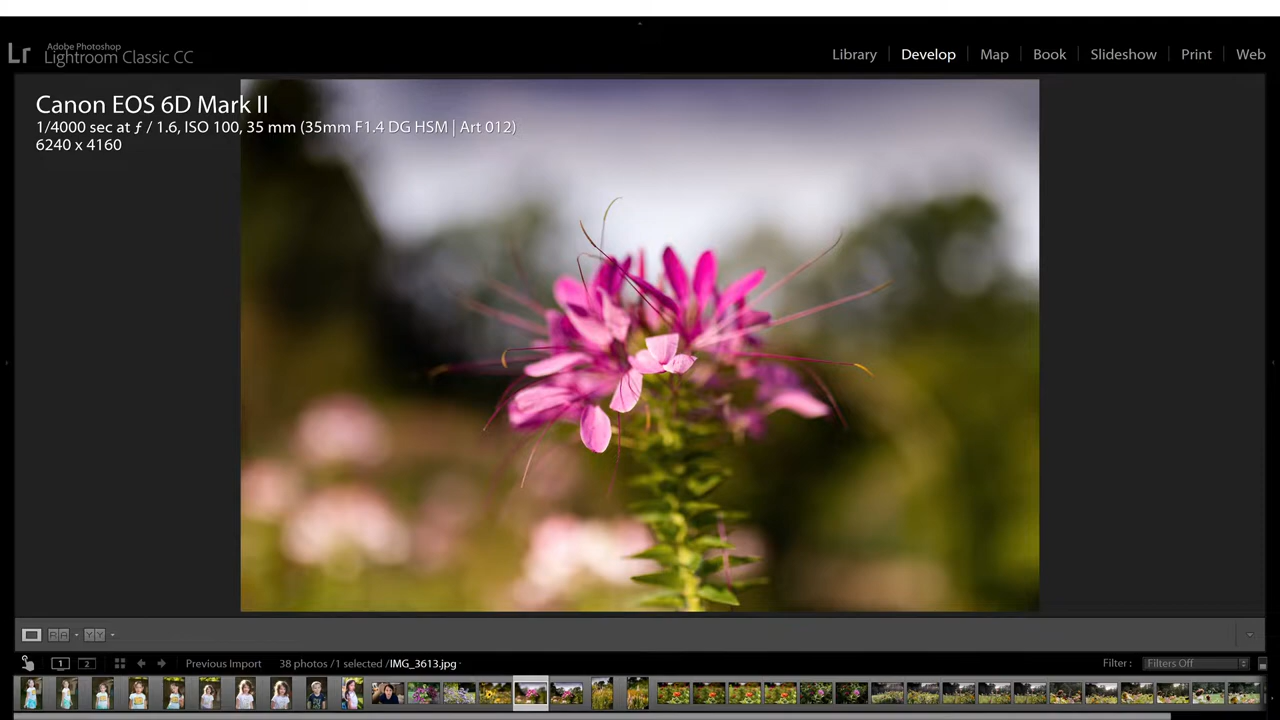 Lr
Adobe Photoshop
Lightroom Classic CC
Library
Develop
Map
Book
Slideshow
Print
Web
Canon EOS 6D Mark II
1/4000 sec at ƒ / 1.6, ISO 100, 35 mm (35mm F1.4 DG HSM | Art 012)
6240 x 4160
1
2
Previous Import
38 photos /1 selected /IMG_3613.jpg
Filter :
Filters Off